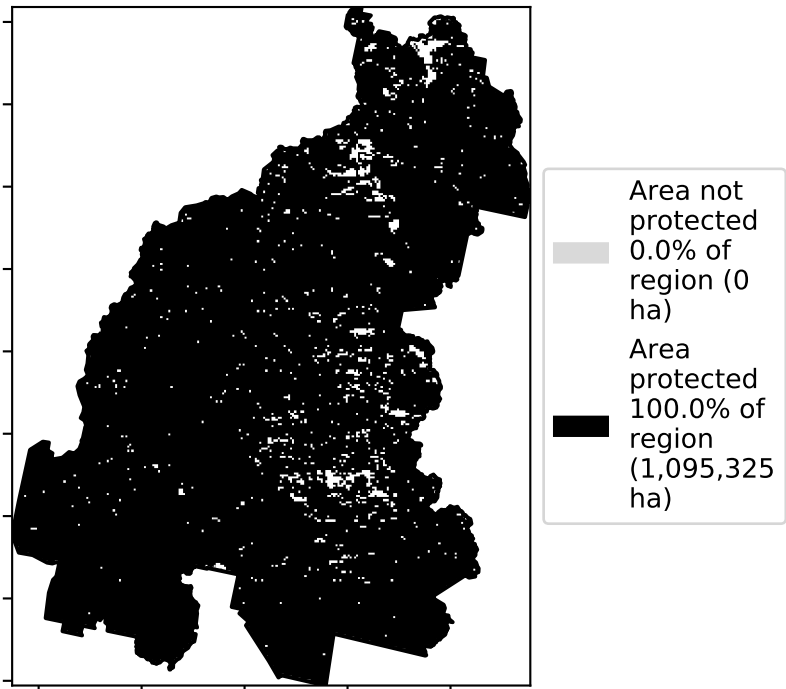 Area not
protected
0.0% of
region (0
ha)
Area
protected
100.0% of
region
(1,095,325
ha)